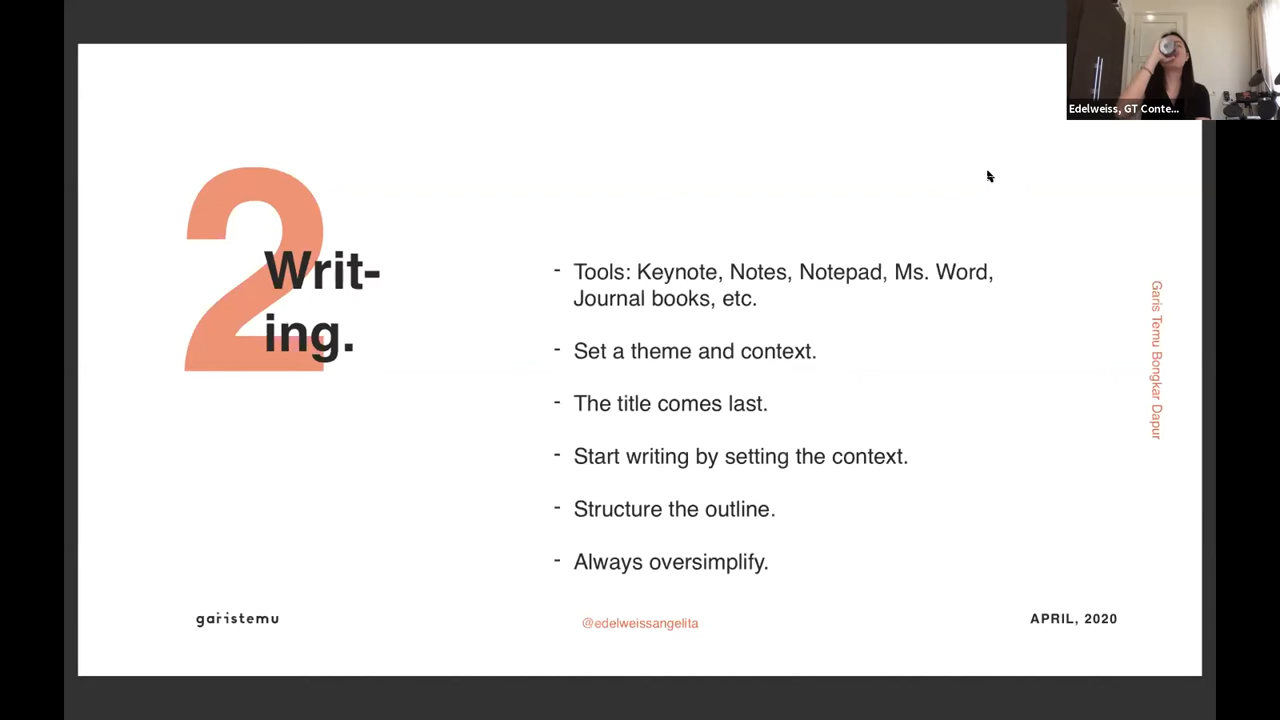 Edelweiss, GT Conte...
2
Writ-
ing.
- Tools: Keynote, Notes, Notepad, Ms. Word,
Journal books, etc.
- Set a theme and context.
- The title comes last.
- Start writing by setting the context.
- Structure the outline.
- Always oversimplify.
Garis Temu Bongkar Dapur
garistemu
@edelweissangelita
APRIL, 2020